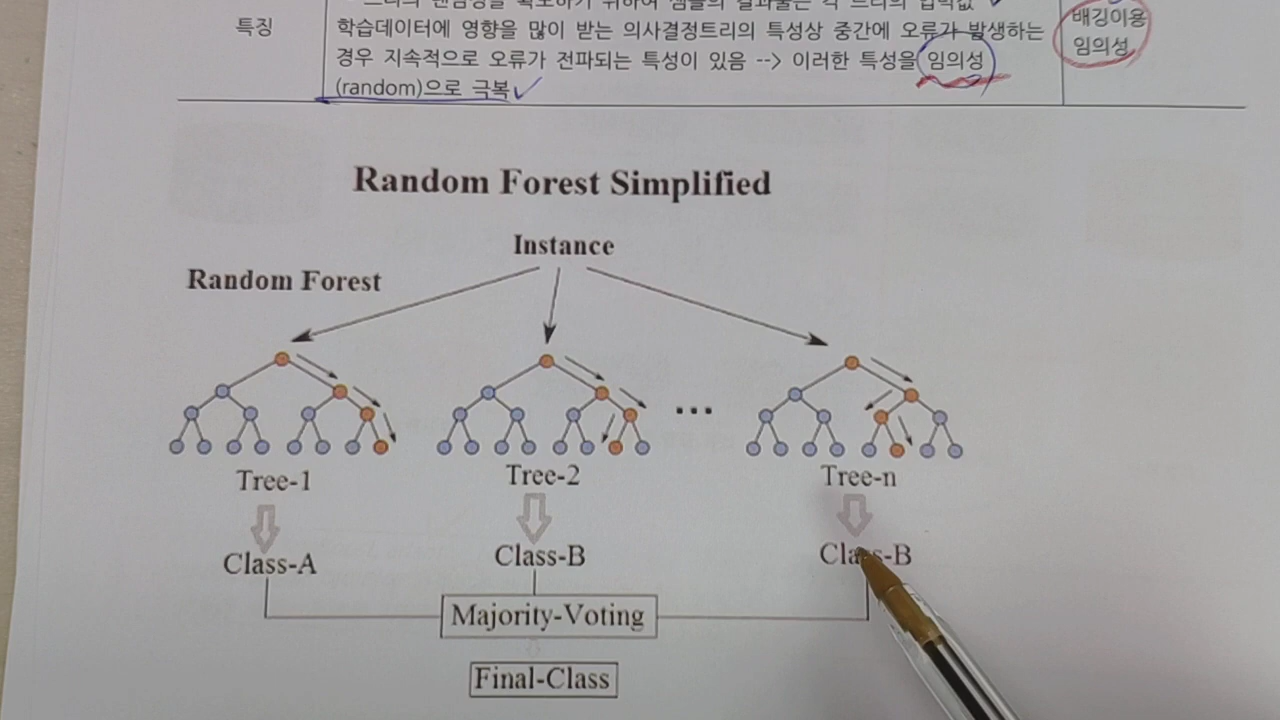 특징
학습데이터에 영향을 많이 받는 의사결정트리의 특성상 중간에 오류가 발생하는
경우 지속적으로 오류가 전파되는 특성이 있음 --> 이러한 특성을 임의성
(random)으로 극복
배깅이용
임의성
Random Forest Simplified
Instance
Random Forest
...
Tree-1
Tree-2
Tree-n
Class-A
Class-B
Class-B
Majority-Voting
Final-Class